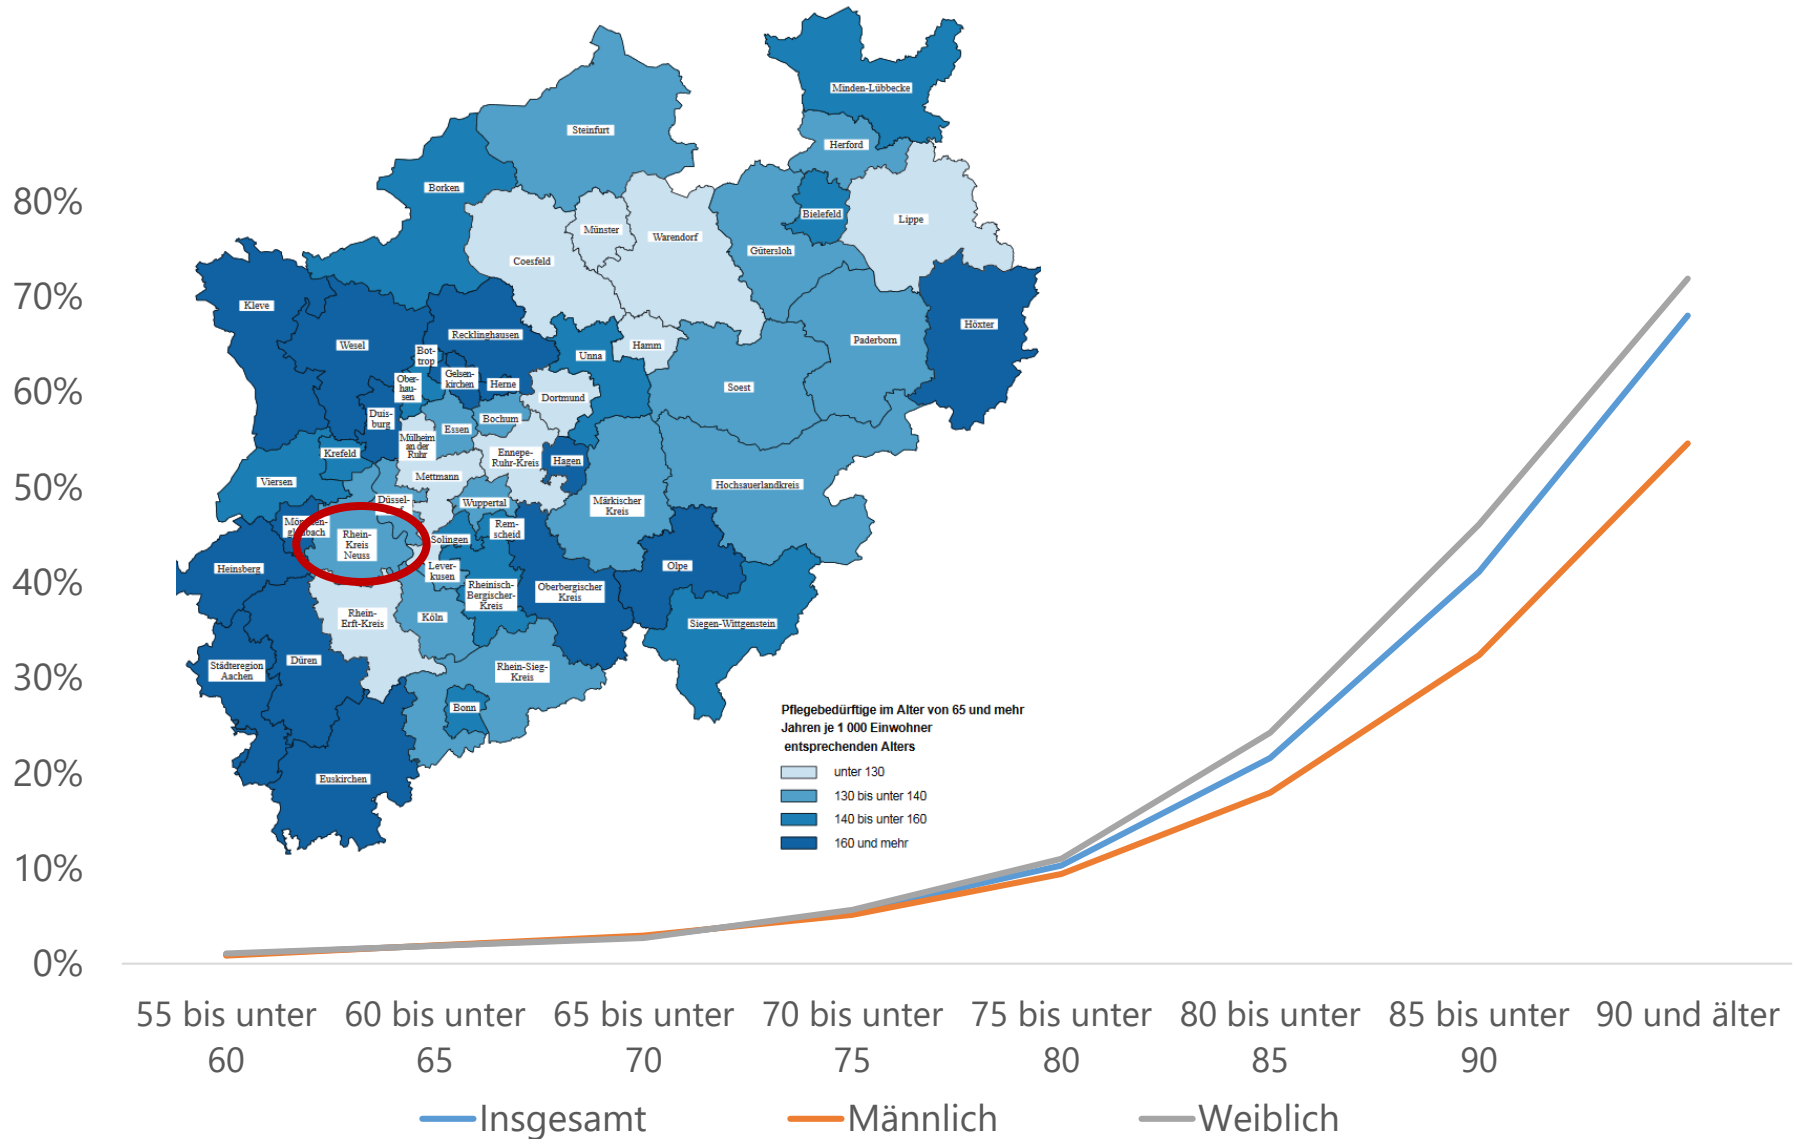 Minden-Lübbecke
Steinfurt
Herford
Borken
Bielefeld
Lippe
Münster
Warendorf
Gütersloh
Coesfeld
Kleve
Höxter
Recklinghausen
Paderborn
Wesel
Hamm
Bot-
trop
Unna
Gelsen-
kirchen
Herne
Ober-
hau-
sen
Soest
Dortmund
Duis-
burg
Bochum
Essen
Mülheim
an der
Ruhr
Krefeld
Ennepe-
Ruhr-Kreis
Hagen
Mettmann
Viersen
Hochsauerlandkreis
Düssel-
Wuppertal
Märkischer
Kreis
Rem-
scheid
Rhein-
Kreis
Neuss
Solingen
Heinsberg
Lever-
kusen
Olpe
Rheinisch-
Bergischer-
Kreis
Oberbergischer
Kreis
Rhein-
Erft-Kreis
Köln
Siegen-Wittgenstein
Städteregion
Aachen
Düren
Rhein-Sieg-
Kreis
Bonn
Euskirchen
Pflegebedürftige im Alter von 65 und mehr
Jahren je 1 000 Einwohner
entsprechenden Alters
unter 130
130 bis unter 140
140 bis unter 160
160 und mehr
80%
70%
60%
50%
40%
30%
20%
10%
0%
55 bis unter
60
60 bis unter
65
65 bis unter
70
70 bis unter
75
75 bis unter
80
80 bis unter
85
85 bis unter
90
90 und älter
Insgesamt
Männlich
Weiblich